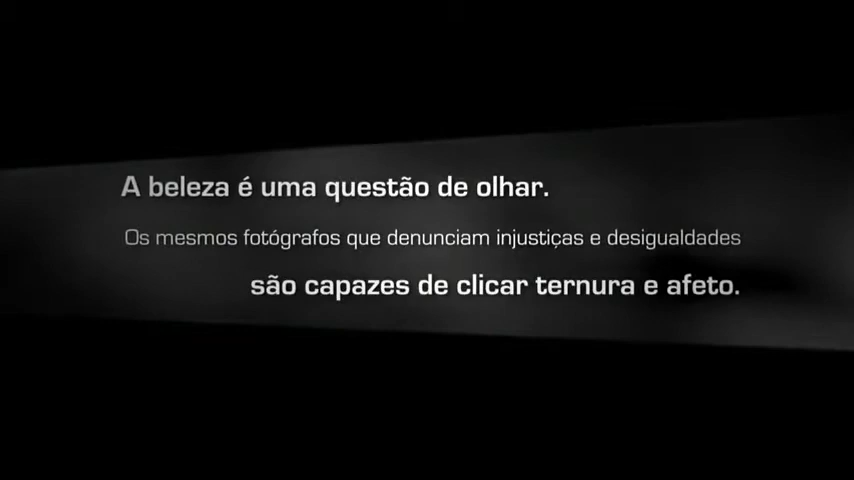 A beleza é uma questão de olhar.
Os mesmos fotógrafos que denunciam injustiças e desigualdades
são capazes de clicar ternura e afeto.